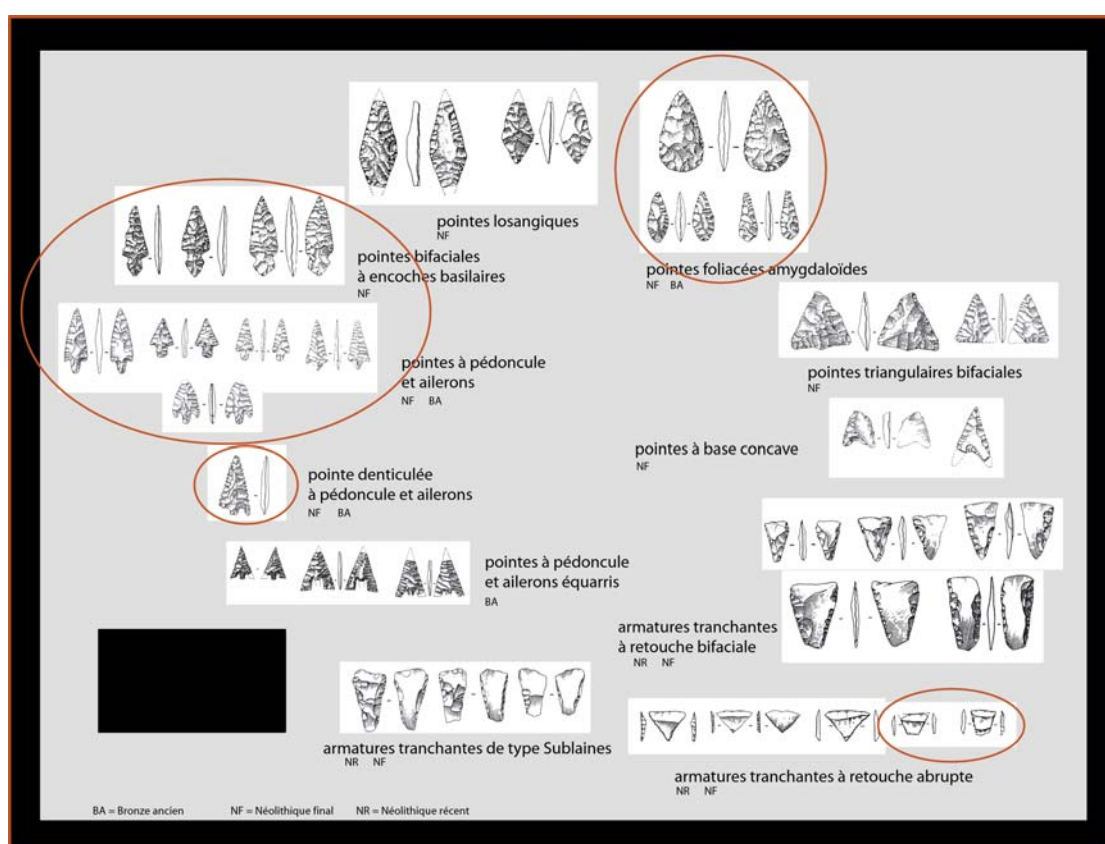 pointes losangiques
NF
pointes bifaciales
à encoches basilaires
NF
pointes à pédoncule
et ailerons
NF BA
pointe denticulée
à pédoncule et ailerons
NF BA
pointes à pédoncule
et ailerons équarris
BA
armatures tranchantes de type Sublaines
NR NF
pointes foliacées amygdaloïdes
NF BA
pointes triangulaires bifaciales
NF
pointes à base concave
NF
armatures tranchantes
à retouche bifaciale
NR NF
armatures tranchantes à retouche abrupte
NR NF
BA = Bronze ancien NF = Néolithique final NR = Néolithique récent